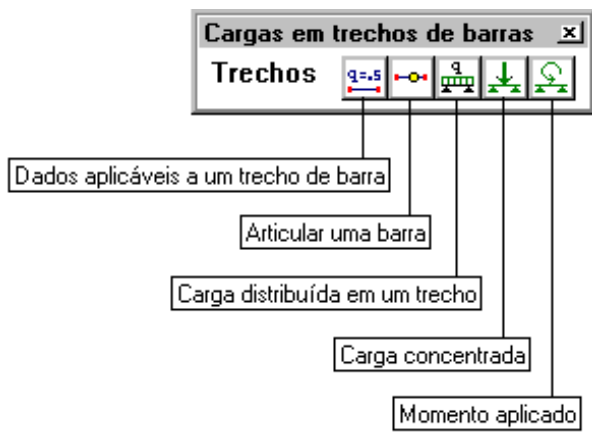 Cargas em trechos de barras
Trechos
q=.5
q
Dados aplicáveis a um trecho de barra
Articular uma barra
Carga distribuída em um trecho
Carga concentrada
Momento aplicado